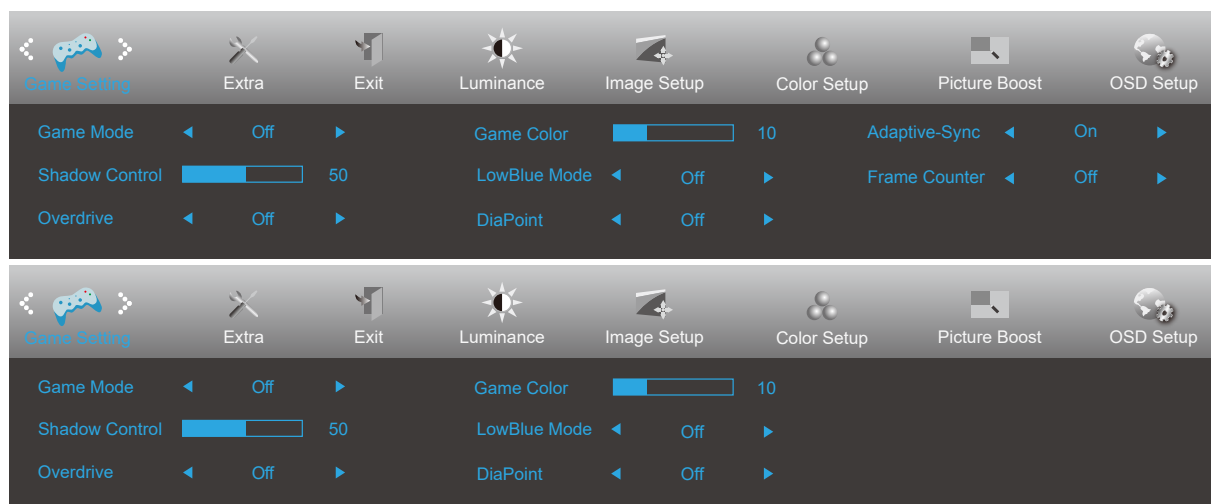 Game Setting Extra Exit Luminance Image Setup Color Setup Picture Boost OSD Setup
Game Mode Off Game Color 10 Adaptive-Sync On
Shadow Control 50 LowBlue Mode Off Frame Counter Off
Overdrive Off DiaPoint Off
Game Setting Extra Exit Luminance Image Setup Color Setup Picture Boost OSD Setup
Game Mode Off Game Color 10
Shadow Control 50 LowBlue Mode Off
Overdrive Off DiaPoint Off